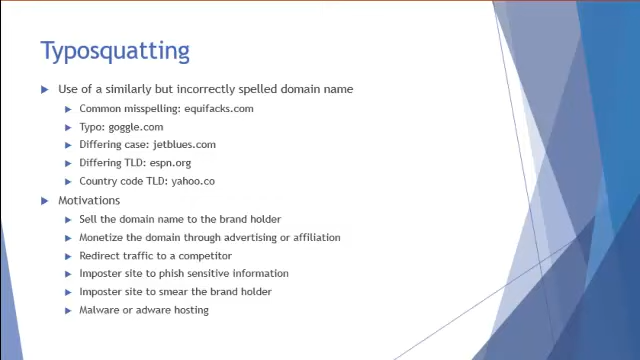 Typosquatting
Use of a similarly but incorrectly spelled domain name
Common misspelling: equifacks.com
Typo: goggle.com
Differing case: jetblues.com
Differing TLD: espn.org
Country code TLD: yahoo.co
Motivations
Sell the domain name to the brand holder
Monetize the domain through advertising or affiliation
Redirect traffic to a competitor
Imposter site to phish sensitive information
Imposter site to smear the brand holder
Malware or adware hosting